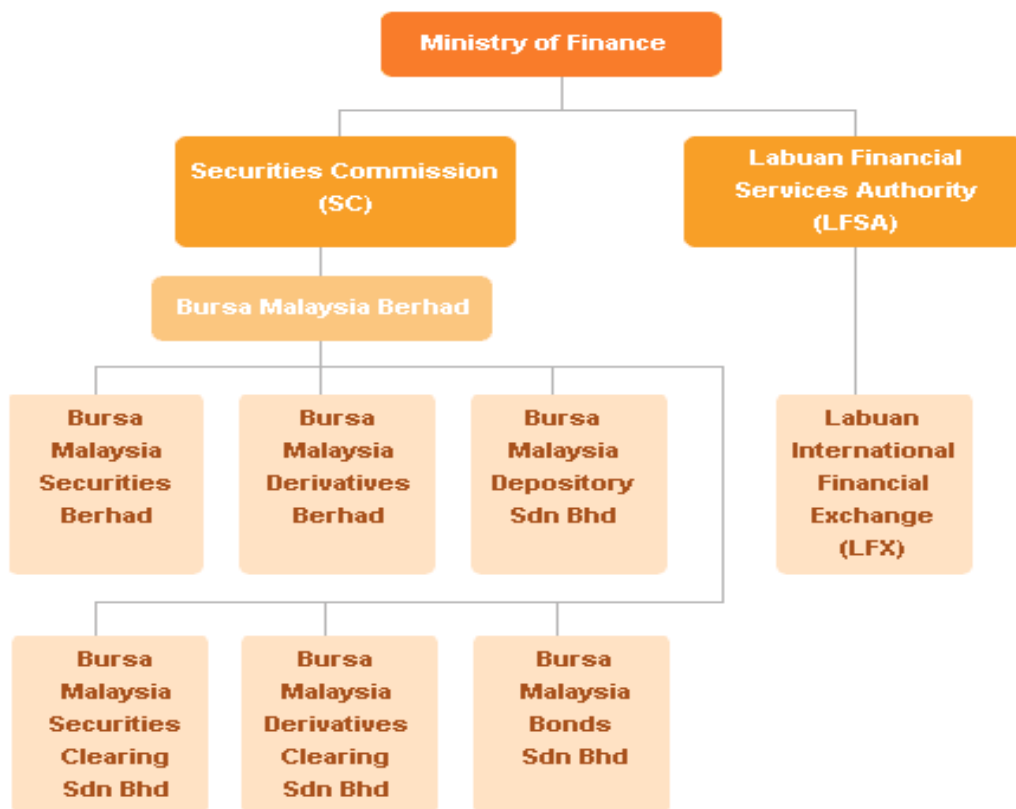 Ministry of Finance
Securities Commission
(SC)
Labuan Financial
Services Authority
(LFSA)
Bursa Malaysia Berhad
Bursa
Malaysia
Securities
Berhad
Bursa
Malaysia
Derivatives
Berhad
Bursa
Malaysia
Depository
Sdn Bhd
Labuan
International
Financial
Exchange
(LFX)
Bursa
Malaysia
Securities
Clearing
Sdn Bhd
Bursa
Malaysia
Derivatives
Clearing
Sdn Bhd
Bursa
Malaysia
Bonds
Sdn Bhd